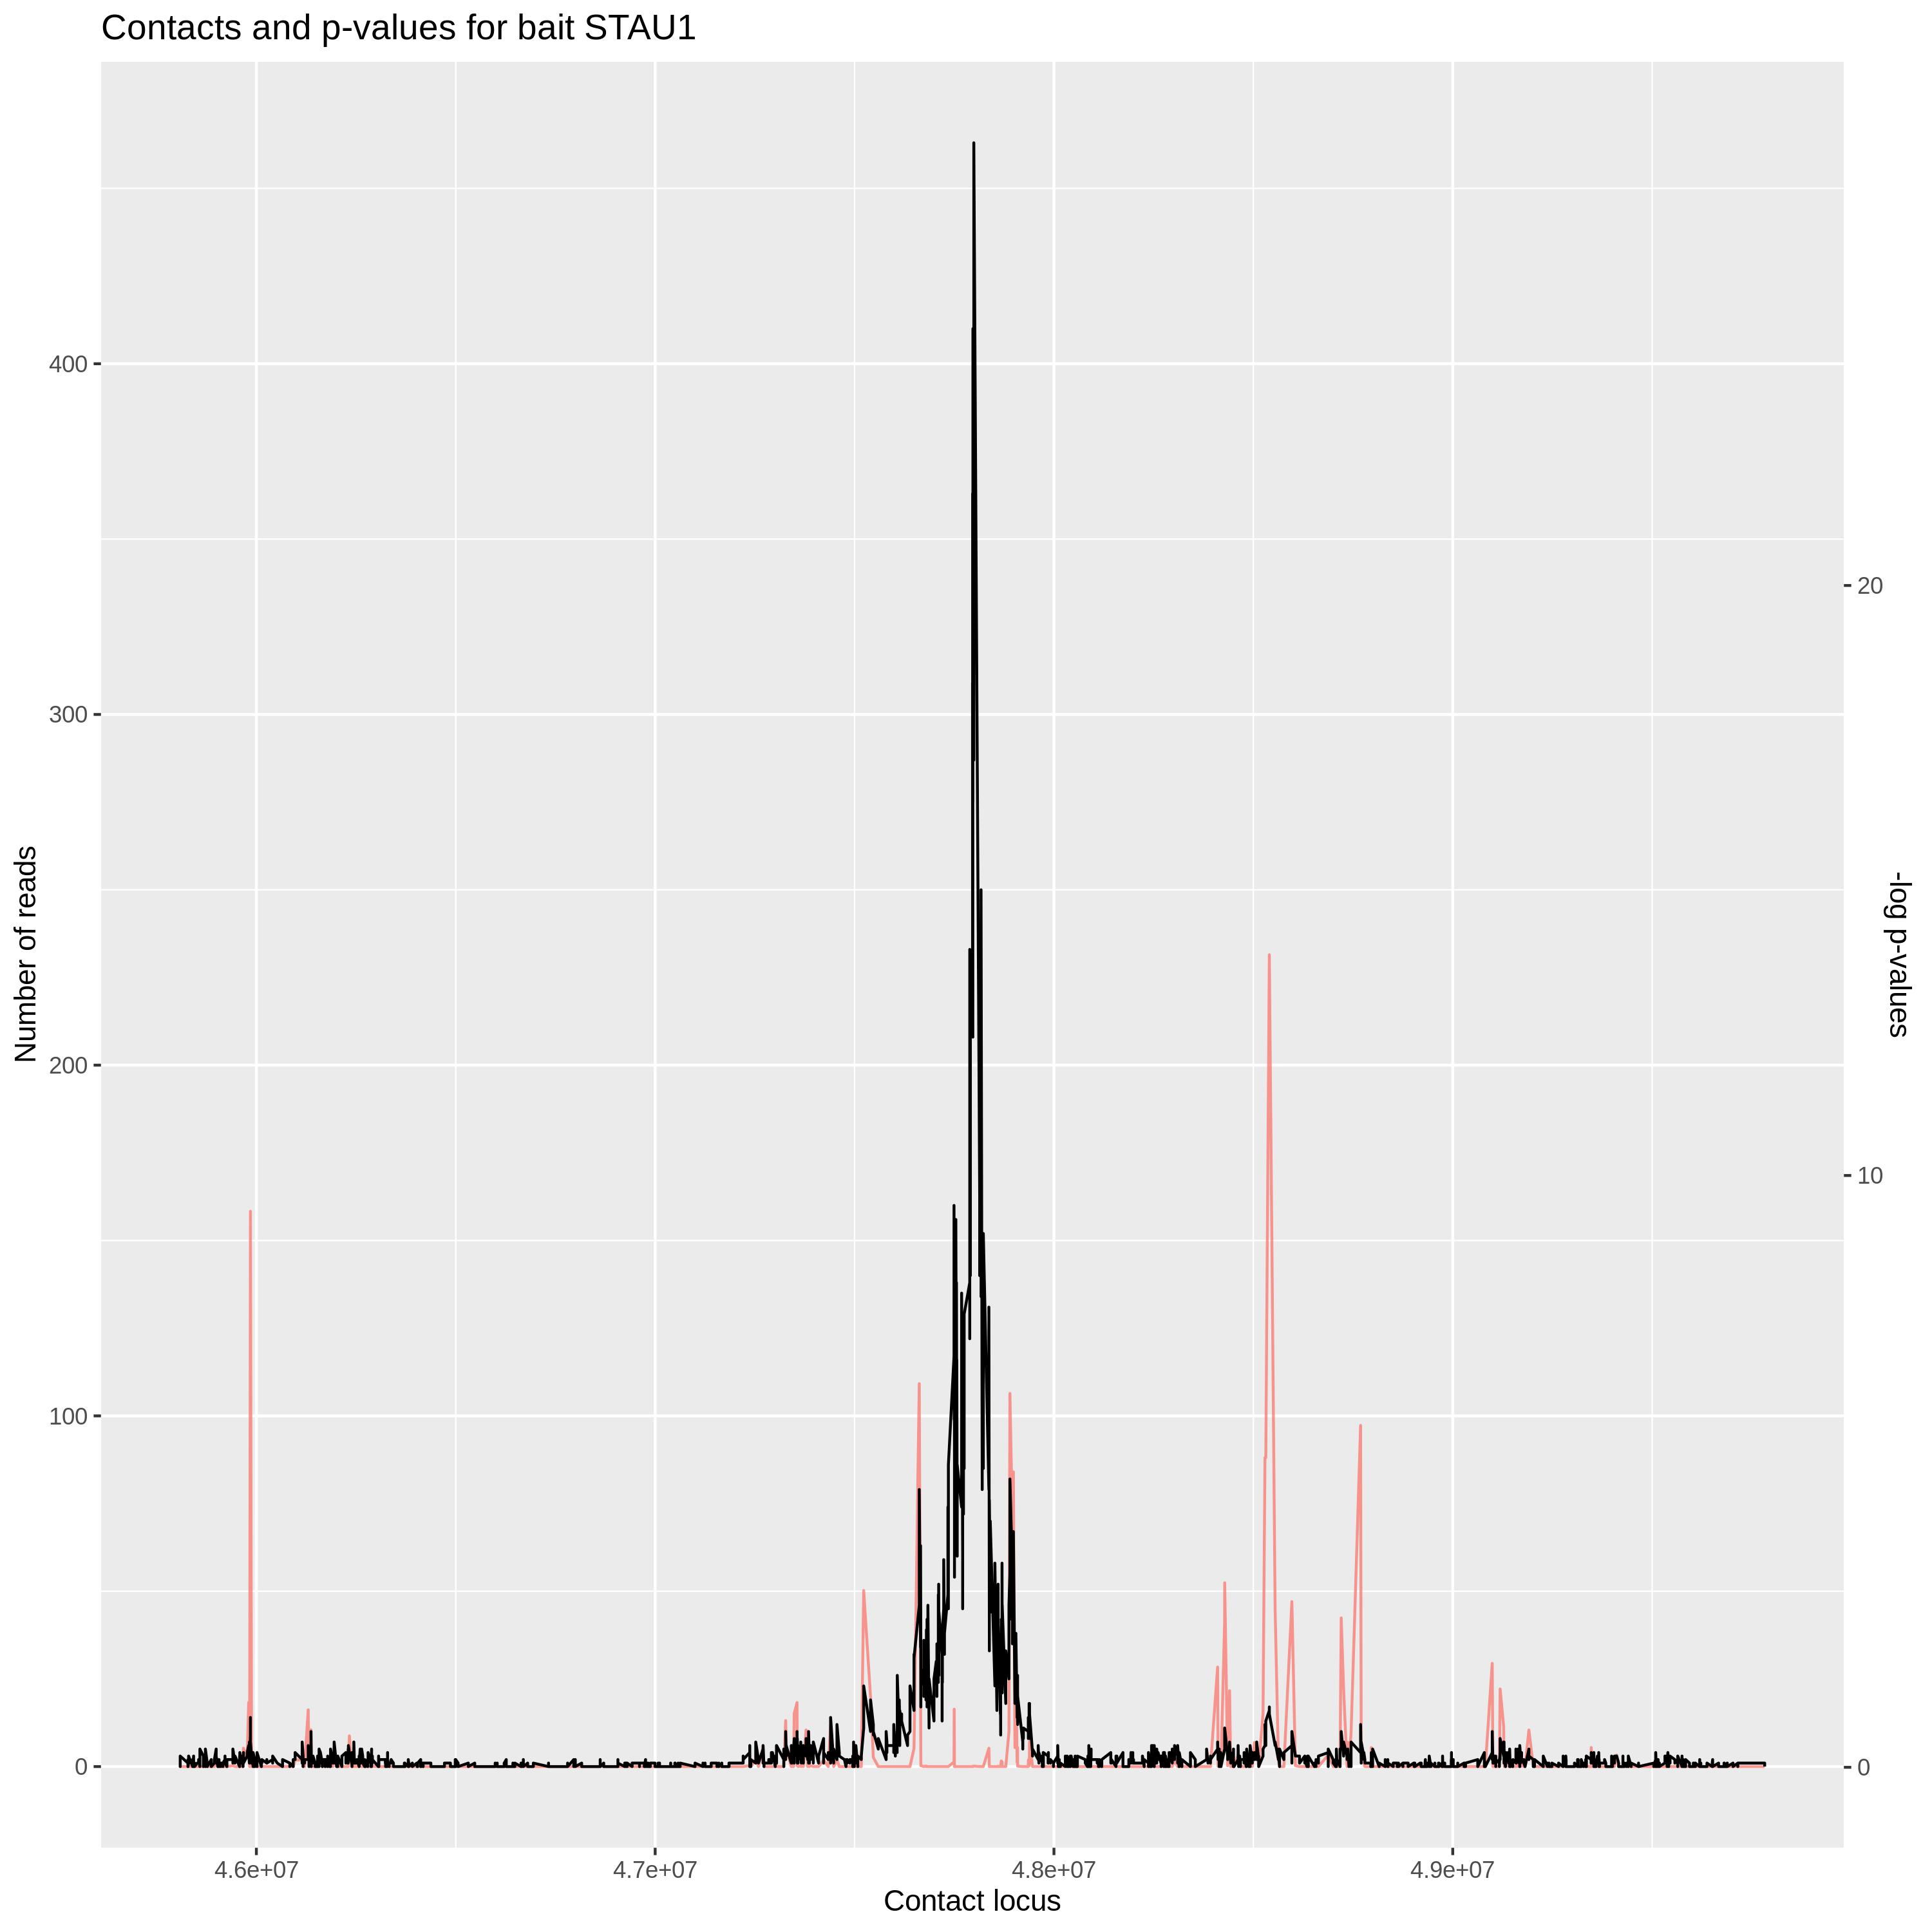 Contacts and p-values for bait STAU1
Number of reads
400
300
200
100
0
20
10
0
-log p-values
4.6e+07 4.7e+07 4.8e+07 4.9e+07
Contact locus